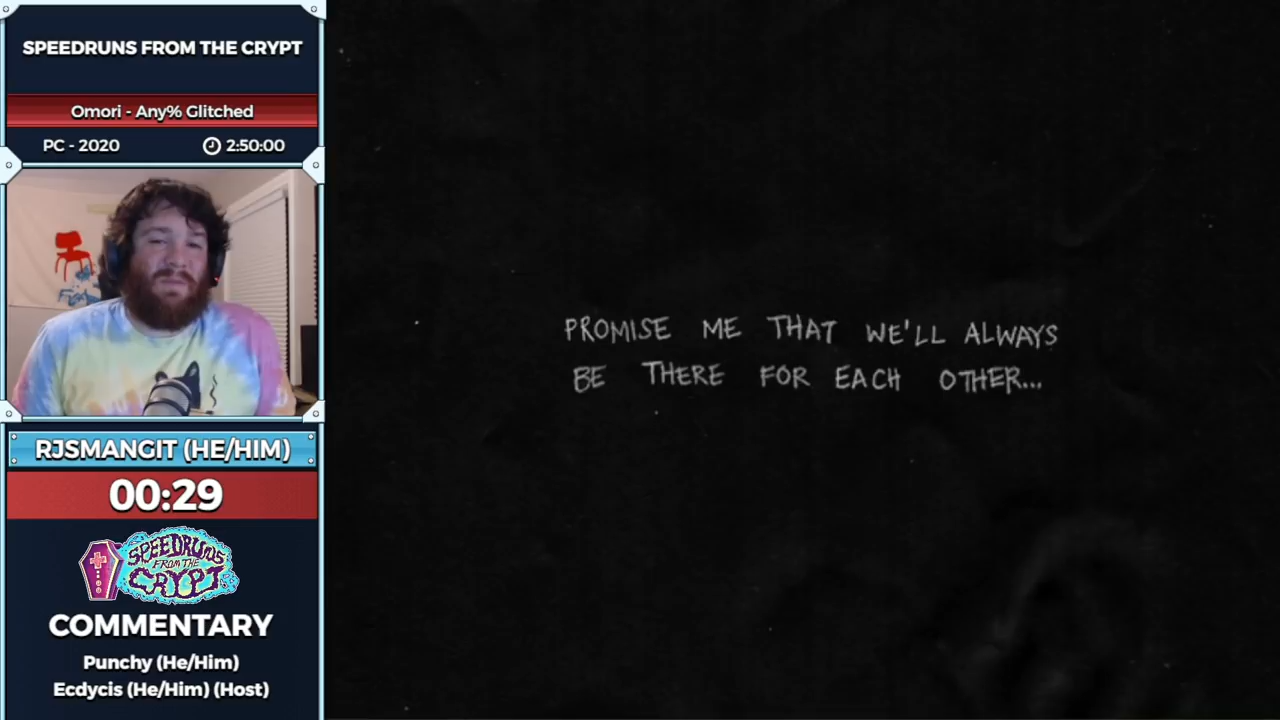 SPEEDRUNS FROM THE CRYPT
Omori - Any% Glitched
PC - 2020
2:50:00
RJSMANGIT (HE/HIM)
00:29
SPEEDRUNS
FROM THE
CRYPT
COMMENTARY
Punchy (He/Him)
Ecdycis (He/Him) (Host)
PROMISE ME THAT WE'LL ALWAYS
BE THERE FOR EACH OTHER...